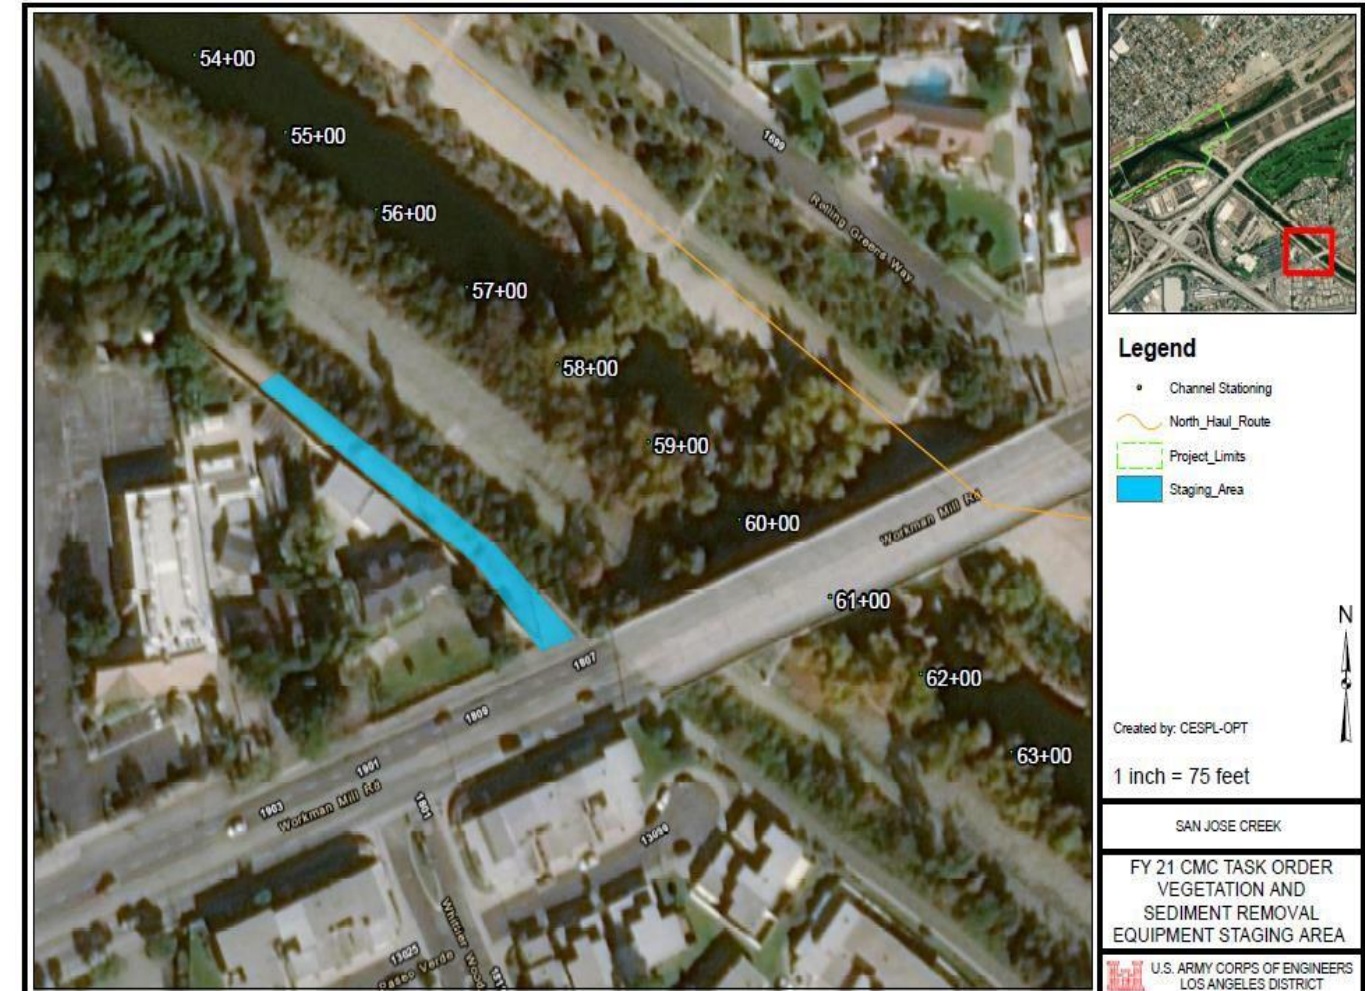 54+00
55+00
56+00
57+00
58+00
59+00
60+00
61+00
62+00
63+00
1699
Rolling Greens Way
Workman Mill Rd
1807
1809
1901
1903
Workman Mill Rd
1801
13090
13025
Paseo Verde
Whittier Wood
Legend
Channel Stationing
North_Haul_Route
Project_Limits
Staging_Area
N
Created by: CESPL-OPT
1 inch = 75 feet
SAN JOSE CREEK
FY 21 CMC TASK ORDER
VEGETATION AND
SEDIMENT REMOVAL
EQUIPMENT STAGING AREA
U.S. ARMY CORPS OF ENGINEERS
LOS ANGELES DISTRICT